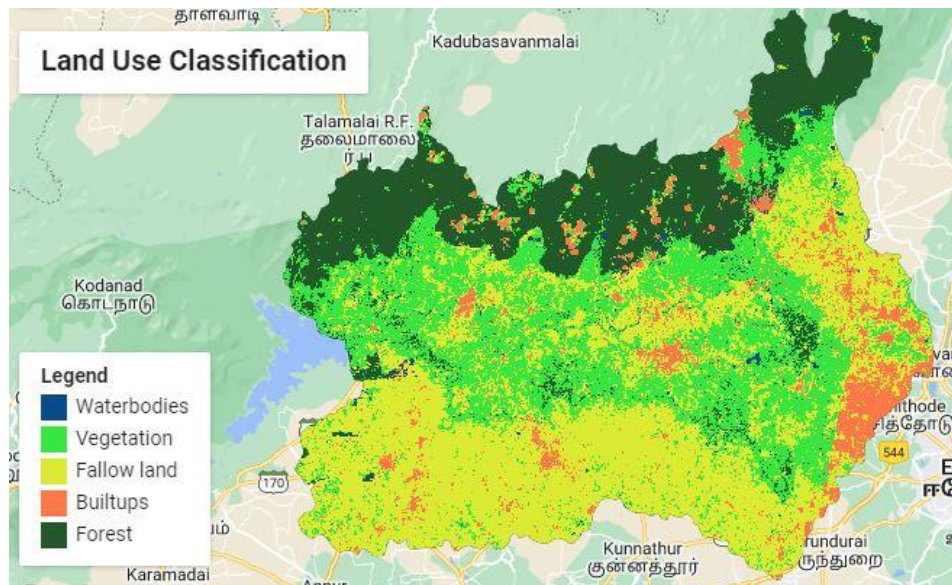 தாளவாடி
Kadubasavanmalai
Land Use Classification
Talamalai R.F.
தலைமாலை
ர.ப
Kodanad
கொடநாடு
Legend
Waterbodies
Vegetation
Fallow land
Builtups
Forest
170
544
சித்தோடு
Kunnathur
குன்னத்தூர்
Karamadai